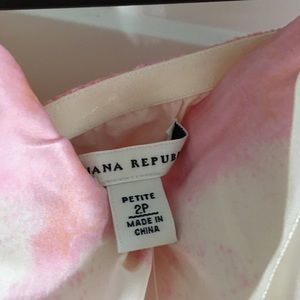 NANA REPUB
PETITE
2P
MADE IN
CHINA